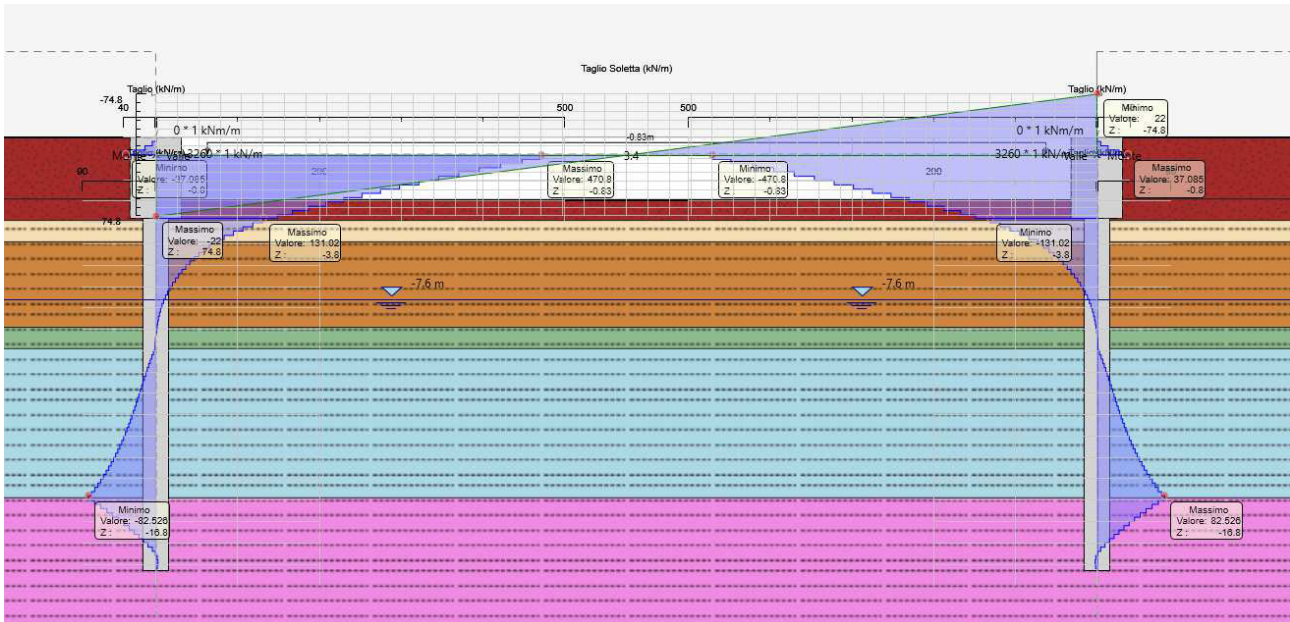 Taglio Soletta (kN/m)
Taglio (kN/m)
Taglio (kN/m)
-74.8
40
500
500
Minimo
Valore: 22
Z : -74.8
0 * 1 kNm/m
-0.83m
0 * 1 kNm/m
Monte
Valle
3260 * 1 kN/m
3.4
3260 * 1 kN/m
Valle
Monte
90
Minimo
Valore: -37.085
Z : -0.8
200
Massimo
Valore: 470.8
Z : -0.83
Minimo
Valore: -470.8
Z : -0.83
200
Massimo
Valore: 37.085
Z : -0.8
74.8
Massimo
Valore: -22
Z : 74.8
Massimo
Valore: 131.02
Z : -3.8
Minimo
Valore: -131.02
Z : -3.8
-7.6 m
-7.6 m
Minimo
Valore: -82.526
Z : -16.8
Massimo
Valore: 82.526
Z : -16.8